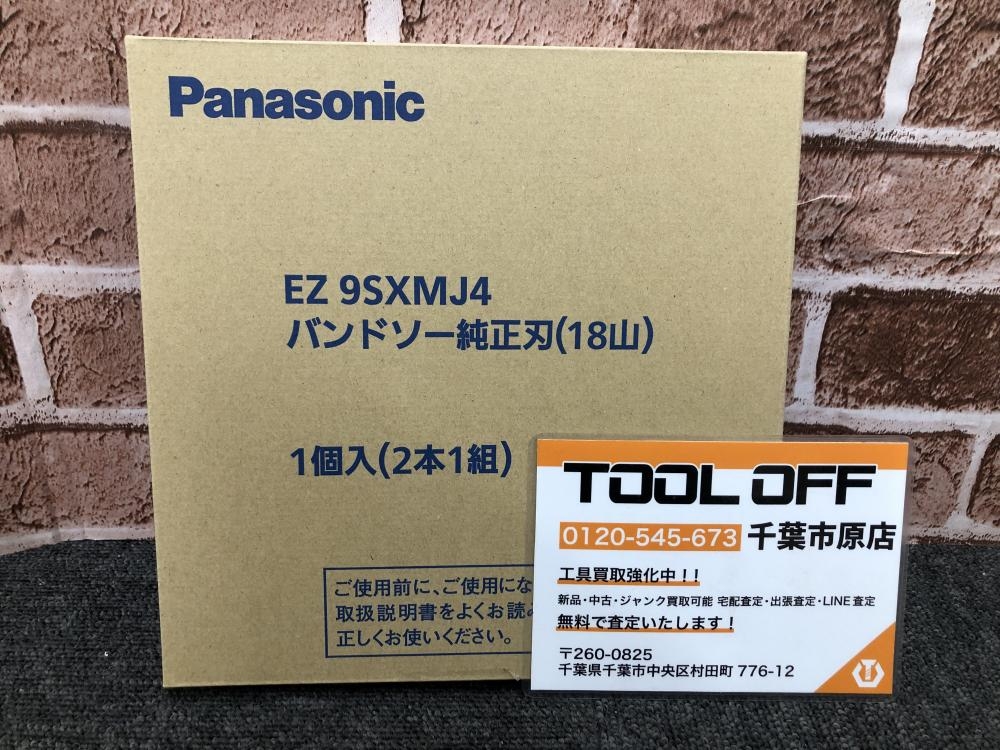 Panasonic
EZ 9SXMJ4
バンドソー純正刃(18山)
1個入(2本1組)
ご使用前に、ご使用にな
取扱説明書をよくお読み
正しくお使いください。
TOOL OFF
0120-545-673 千葉市原店
工具買取強化中!!
新品・中古・ジャンク買取可能 宅配査定・出張査定・LINE査定
無料で査定いたします!
〒260-0825
千葉県千葉市中央区村田町 776-12